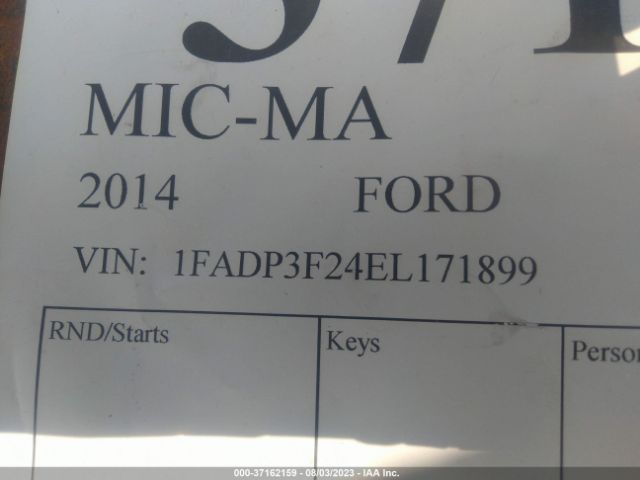 MIC-MA
2014 FORD
VIN: 1FADP3F24EL171899
RND/Starts Keys
000-37162159 - 08/03/2023 - IAA Inc.